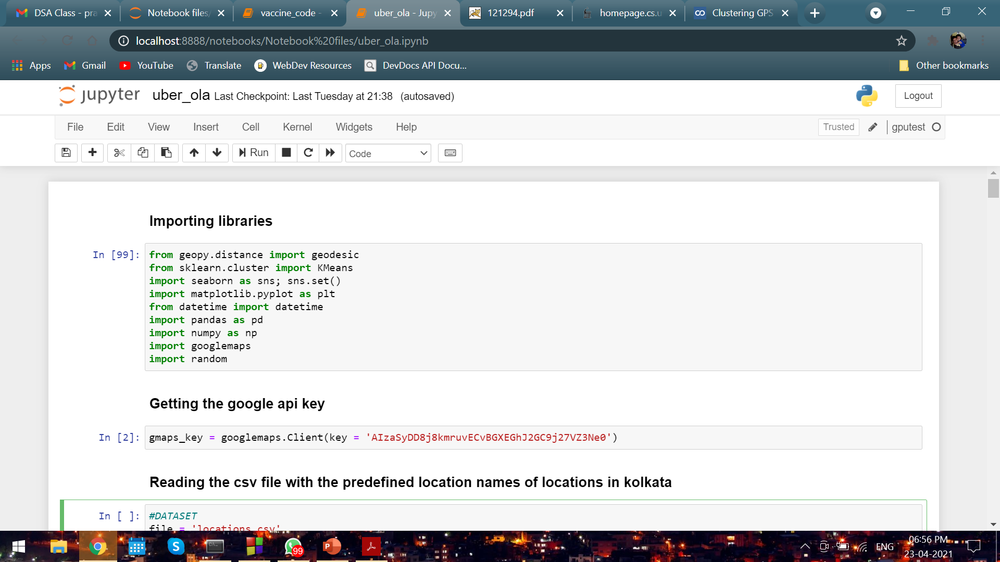 DSA Class - pra
Notebook files/
vaccine_code -
uber_ola - Jupy
121294.pdf
homepage.cs.u
Clustering GPS
localhost:8888/notebooks/Notebook%20files/uber_ola.ipynb
Apps
Gmail
YouTube
Translate
WebDev Resources
DevDocs API Docu...
Other bookmarks
jupyter uber_ola Last Checkpoint: Last Tuesday at 21:38 (autosaved)
Logout
File Edit View Insert Cell Kernel Widgets Help
Trusted
gputest
Run
Code
Importing libraries
In [99]:
from geopy.distance import geodesic
from sklearn.cluster import KMeans
import seaborn as sns; sns.set()
import matplotlib.pyplot as plt
from datetime import datetime
import pandas as pd
import numpy as np
import googlemaps
import random
Getting the google api key
In [2]:
gmaps_key = googlemaps.Client(key = 'AIzaSyDD8j8kmruvECvBGXEGhJ2GC9j27VZ3Ne0')
Reading the csv file with the predefined location names of locations in kolkata
In [ ]:
#DATASET
file = 'locations.csv'
99
ENG
06:56 PM
23-04-2021